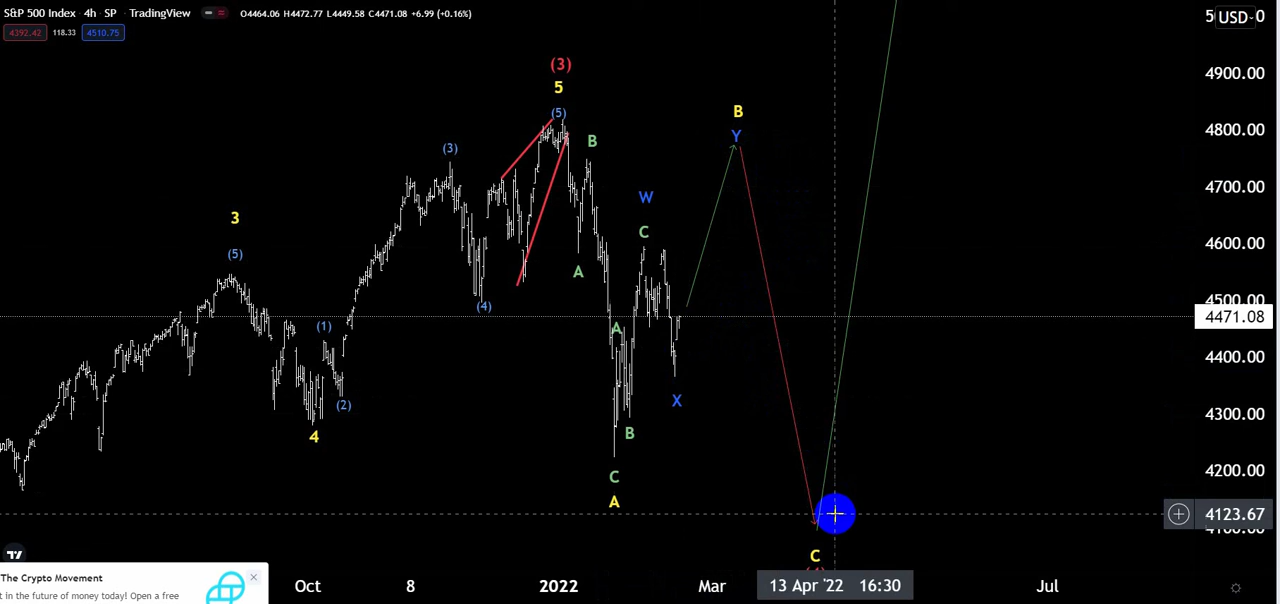 S&P 500 Index · 4h · SP · TradingView
O4464.06 H4472.77 L4449.58 C4471.08 +6.99 (+0.16%)
4392.42 118.33 4510.75
USD
4900.00
4800.00
4700.00
4600.00
4500.00
4471.08
4400.00
4300.00
4200.00
4123.67
4100.00
(3)
5
(5)
B
(3)
B
Y
W
3
C
(5)
A
(4)
(1)
A
(2)
X
4
B
C
A
C
(4)
The Crypto Movement
t in the future of money today! Open a free
Oct
8
2022
Mar
13 Apr '22 16:30
Jul